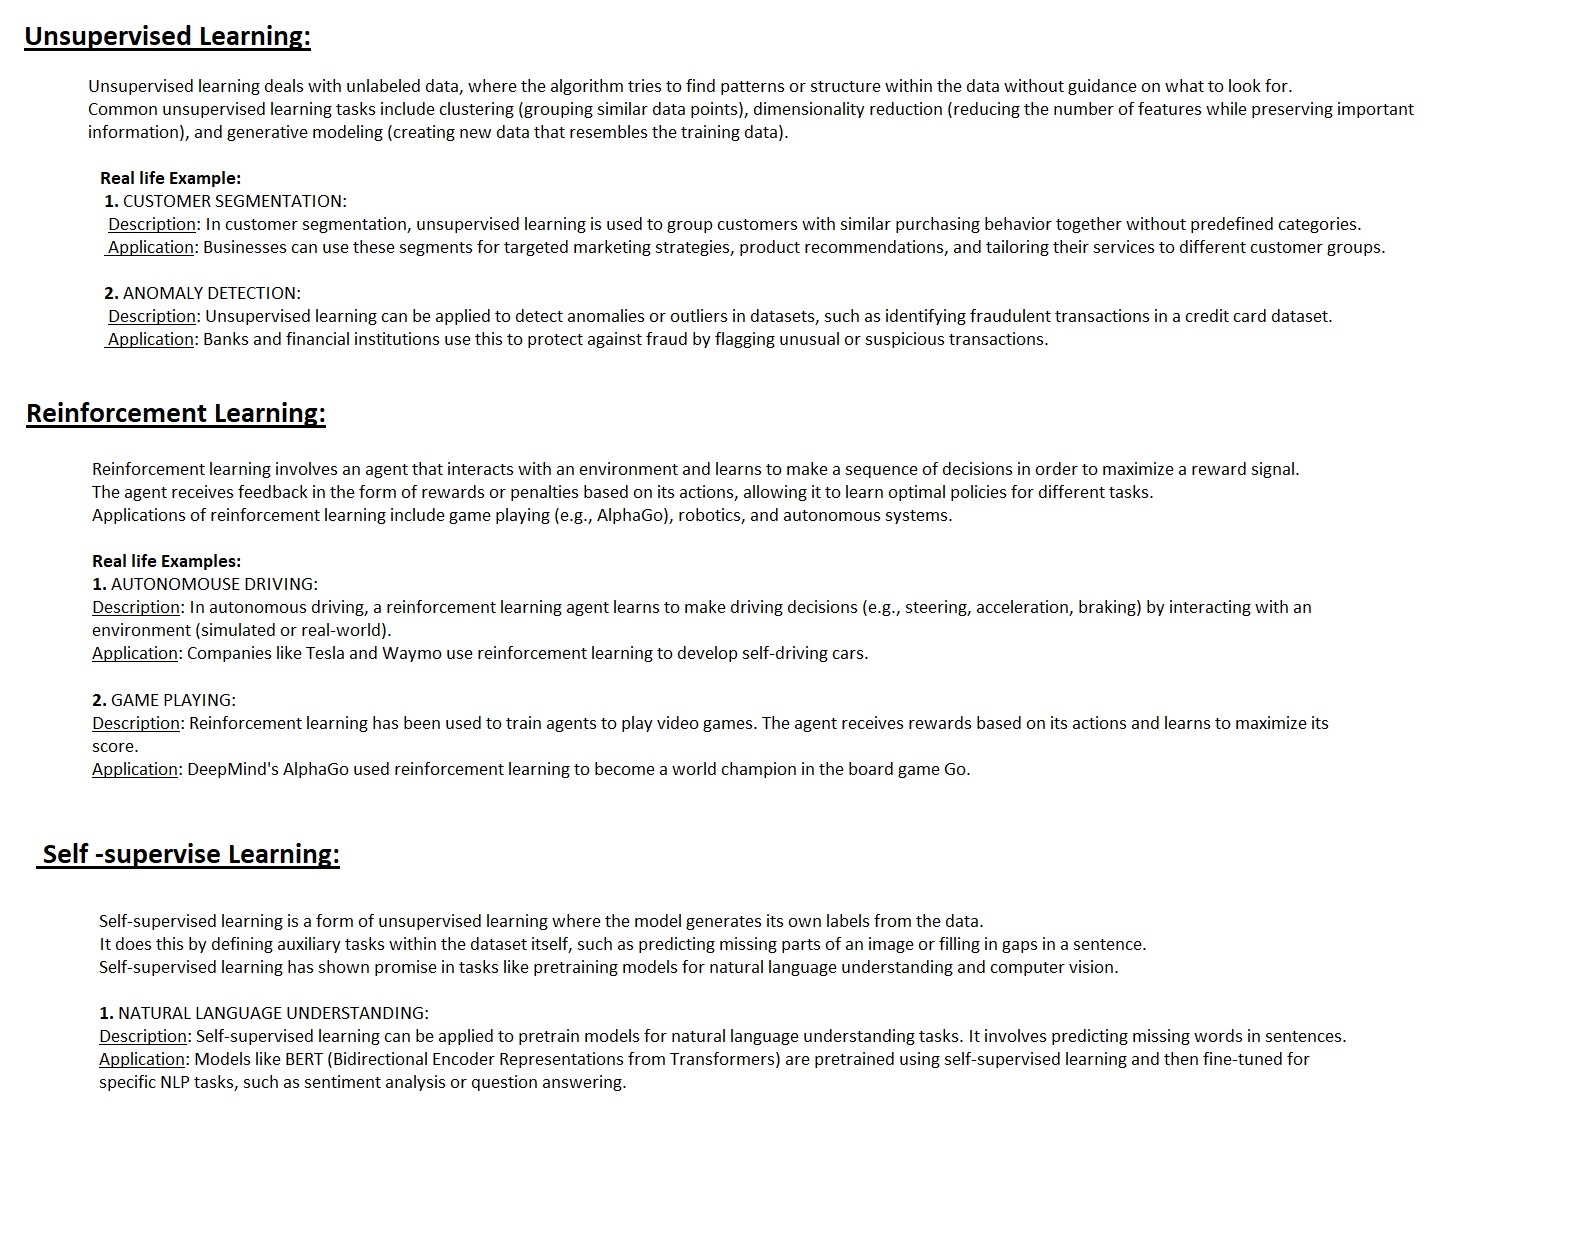 Unsupervised Learning:
Unsupervised learning deals with unlabeled data, where the algorithm tries to find patterns or structure within the data without guidance on what to look for.
Common unsupervised learning tasks include clustering (grouping similar data points), dimensionality reduction (reducing the number of features while preserving important
information), and generative modeling (creating new data that resembles the training data).
Real life Example:
1. CUSTOMER SEGMENTATION:
Description: In customer segmentation, unsupervised learning is used to group customers with similar purchasing behavior together without predefined categories.
Application: Businesses can use these segments for targeted marketing strategies, product recommendations, and tailoring their services to different customer groups.
2. ANOMALY DETECTION:
Description: Unsupervised learning can be applied to detect anomalies or outliers in datasets, such as identifying fraudulent transactions in a credit card dataset.
Application: Banks and financial institutions use this to protect against fraud by flagging unusual or suspicious transactions.
Reinforcement Learning:
Reinforcement learning involves an agent that interacts with an environment and learns to make a sequence of decisions in order to maximize a reward signal.
The agent receives feedback in the form of rewards or penalties based on its actions, allowing it to learn optimal policies for different tasks.
Applications of reinforcement learning include game playing (e.g., AlphaGo), robotics, and autonomous systems.
Real life Examples:
1. AUTONOMOUSE DRIVING:
Description: In autonomous driving, a reinforcement learning agent learns to make driving decisions (e.g., steering, acceleration, braking) by interacting with an
environment (simulated or real-world).
Application: Companies like Tesla and Waymo use reinforcement learning to develop self-driving cars.
2. GAME PLAYING:
Description: Reinforcement learning has been used to train agents to play video games. The agent receives rewards based on its actions and learns to maximize its
score.
Application: DeepMind's AlphaGo used reinforcement learning to become a world champion in the board game Go.
Self -supervise Learning:
Self-supervised learning is a form of unsupervised learning where the model generates its own labels from the data.
It does this by defining auxiliary tasks within the dataset itself, such as predicting missing parts of an image or filling in gaps in a sentence.
Self-supervised learning has shown promise in tasks like pretraining models for natural language understanding and computer vision.
1. NATURAL LANGUAGE UNDERSTANDING:
Description: Self-supervised learning can be applied to pretrain models for natural language understanding tasks. It involves predicting missing words in sentences.
Application: Models like BERT (Bidirectional Encoder Representations from Transformers) are pretrained using self-supervised learning and then fine-tuned for
specific NLP tasks, such as sentiment analysis or question answering.